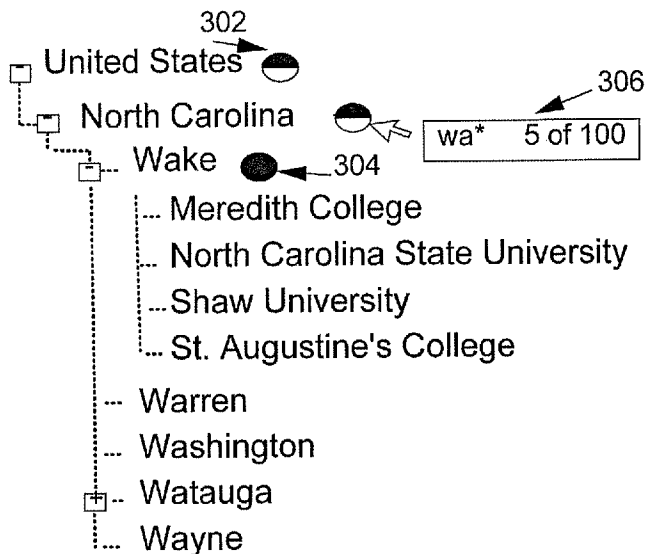 302
United States
306
North Carolina
wa* 5 of 100
Wake
304
Meredith College
North Carolina State University
Shaw University
St. Augustine's College
Warren
Washington
Watauga
Wayne